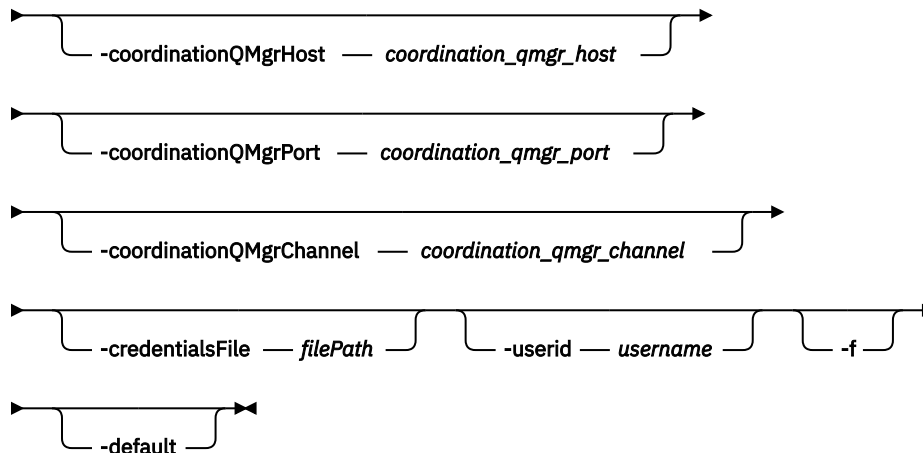 -coordinationQMgrHost — coordination_qmgr_host
-coordinationQMgrPort — coordination_qmgr_port
-coordinationQMgrChannel — coordination_qmgr_channel
-credentialsFile — filePath -userid — username -f
-default